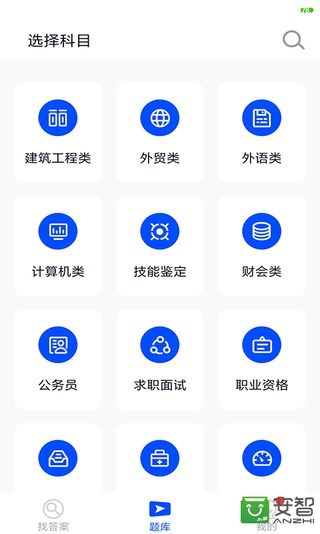 选择科目
建筑工程类
外贸类
外语类
计算机类
技能鉴定
财会类
公务员
求职面试
职业资格
找答案
题库
我的
安智
ANZHI